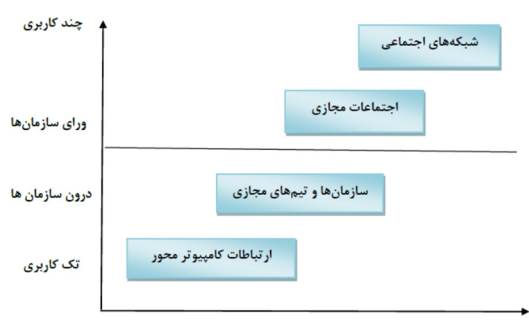 چند کاربری
شبکه‌های اجتماعی
اجتماعات مجازی
ورای سازمان‌ها
سازمان‌ها و تیم‌های مجازی
درون سازمان ها
ارتباطات کامپیوتر محور
تک کاربری